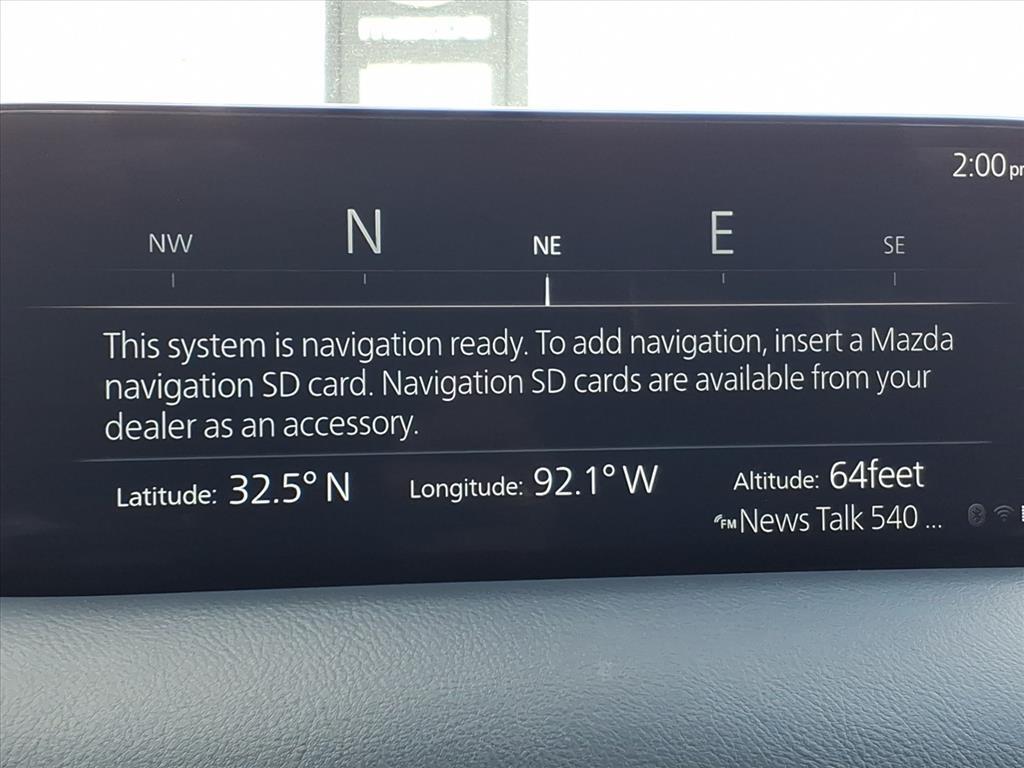 2:00 pm
NW N NE E SE
This system is navigation ready. To add navigation, insert a Mazda
navigation SD card. Navigation SD cards are available from your
dealer as an accessory.
Latitude: 32.5° N Longitude: 92.1° W Altitude: 64feet
FM News Talk 540 ...